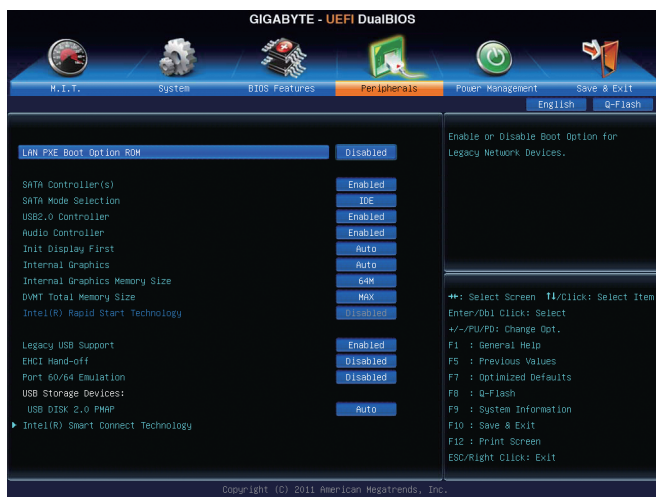 GIGABYTE - UEFI DualBIOS
M.I.T. System BIOS Features Peripherals Power Management Save & Exit
English Q-Flash
LAN PXE Boot Option ROM Disabled
SATA Controller(s) Enabled
SATA Mode Selection IDE
USB2.0 Controller Enabled
Audio Controller Enabled
Init Display First Auto
Internal Graphics Auto
Internal Graphics Memory Size 64M
DVMT Total Memory Size MAX
Intel(R) Rapid Start Technology Disabled
Legacy USB Support Enabled
EHCI Hand-off Disabled
Port 60/64 Emulation Disabled
USB Storage Devices:
USB DISK 2.0 PMAP Auto
Intel(R) Smart Connect Technology
Enable or Disable Boot Option for
Legacy Network Devices.
→←: Select Screen ↑↓/Click: Select Item
Enter/Dbl Click: Select
+/-/PU/PD: Change Opt.
F1 : General Help
F5 : Previous Values
F7 : Optimized Defaults
F8 : Q-Flash
F9 : System Information
F10 : Save & Exit
F12 : Print Screen
ESC/Right Click: Exit
Copyright (C) 2011 American Megatrends, Inc.